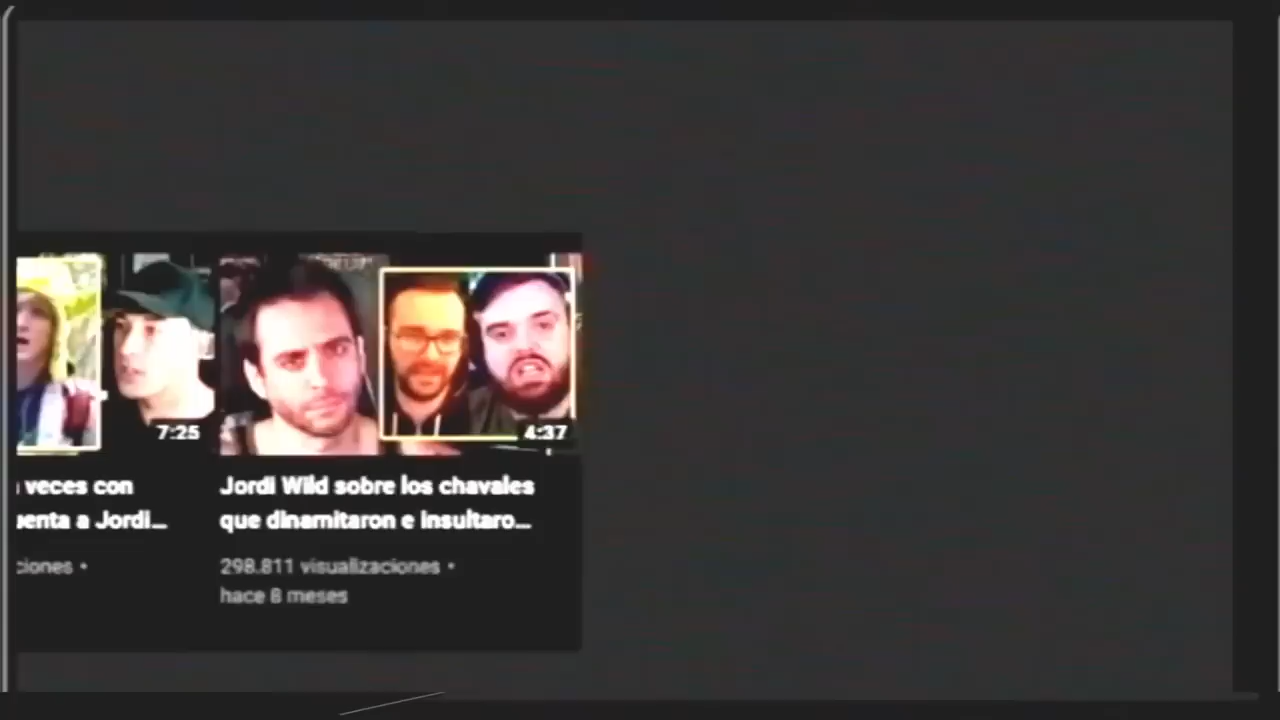 7:25
4:37
veces con
enta a Jordi...
ciones •
Jordi Wild sobre los chavales
que dinamitaron e insultaro...
298.811 visualizaciones •
hace 8 meses